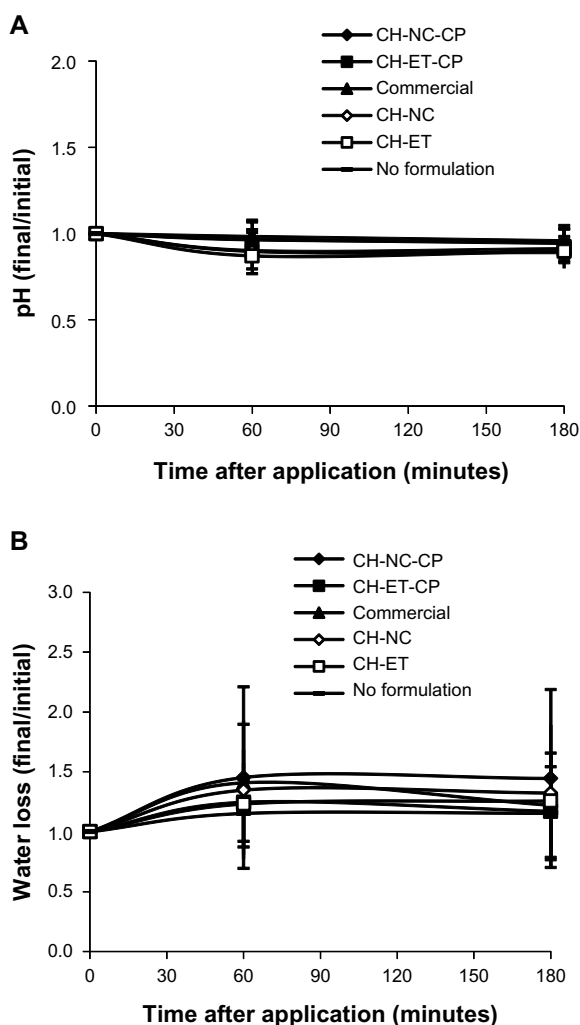 A
CH-NC-CP
CH-ET-CP
Commercial
CH-NC
CH-ET
No formulation
pH (final/initial)
2.0
1.5
1.0
0.5
0.0
0 30 60 90 120 150 180
Time after application (minutes)
B
CH-NC-CP
CH-ET-CP
Commercial
CH-NC
CH-ET
No formulation
Water loss (final/initial)
3.0
2.5
2.0
1.5
1.0
0.5
0.0
0 30 60 90 120 150 180
Time after application (minutes)